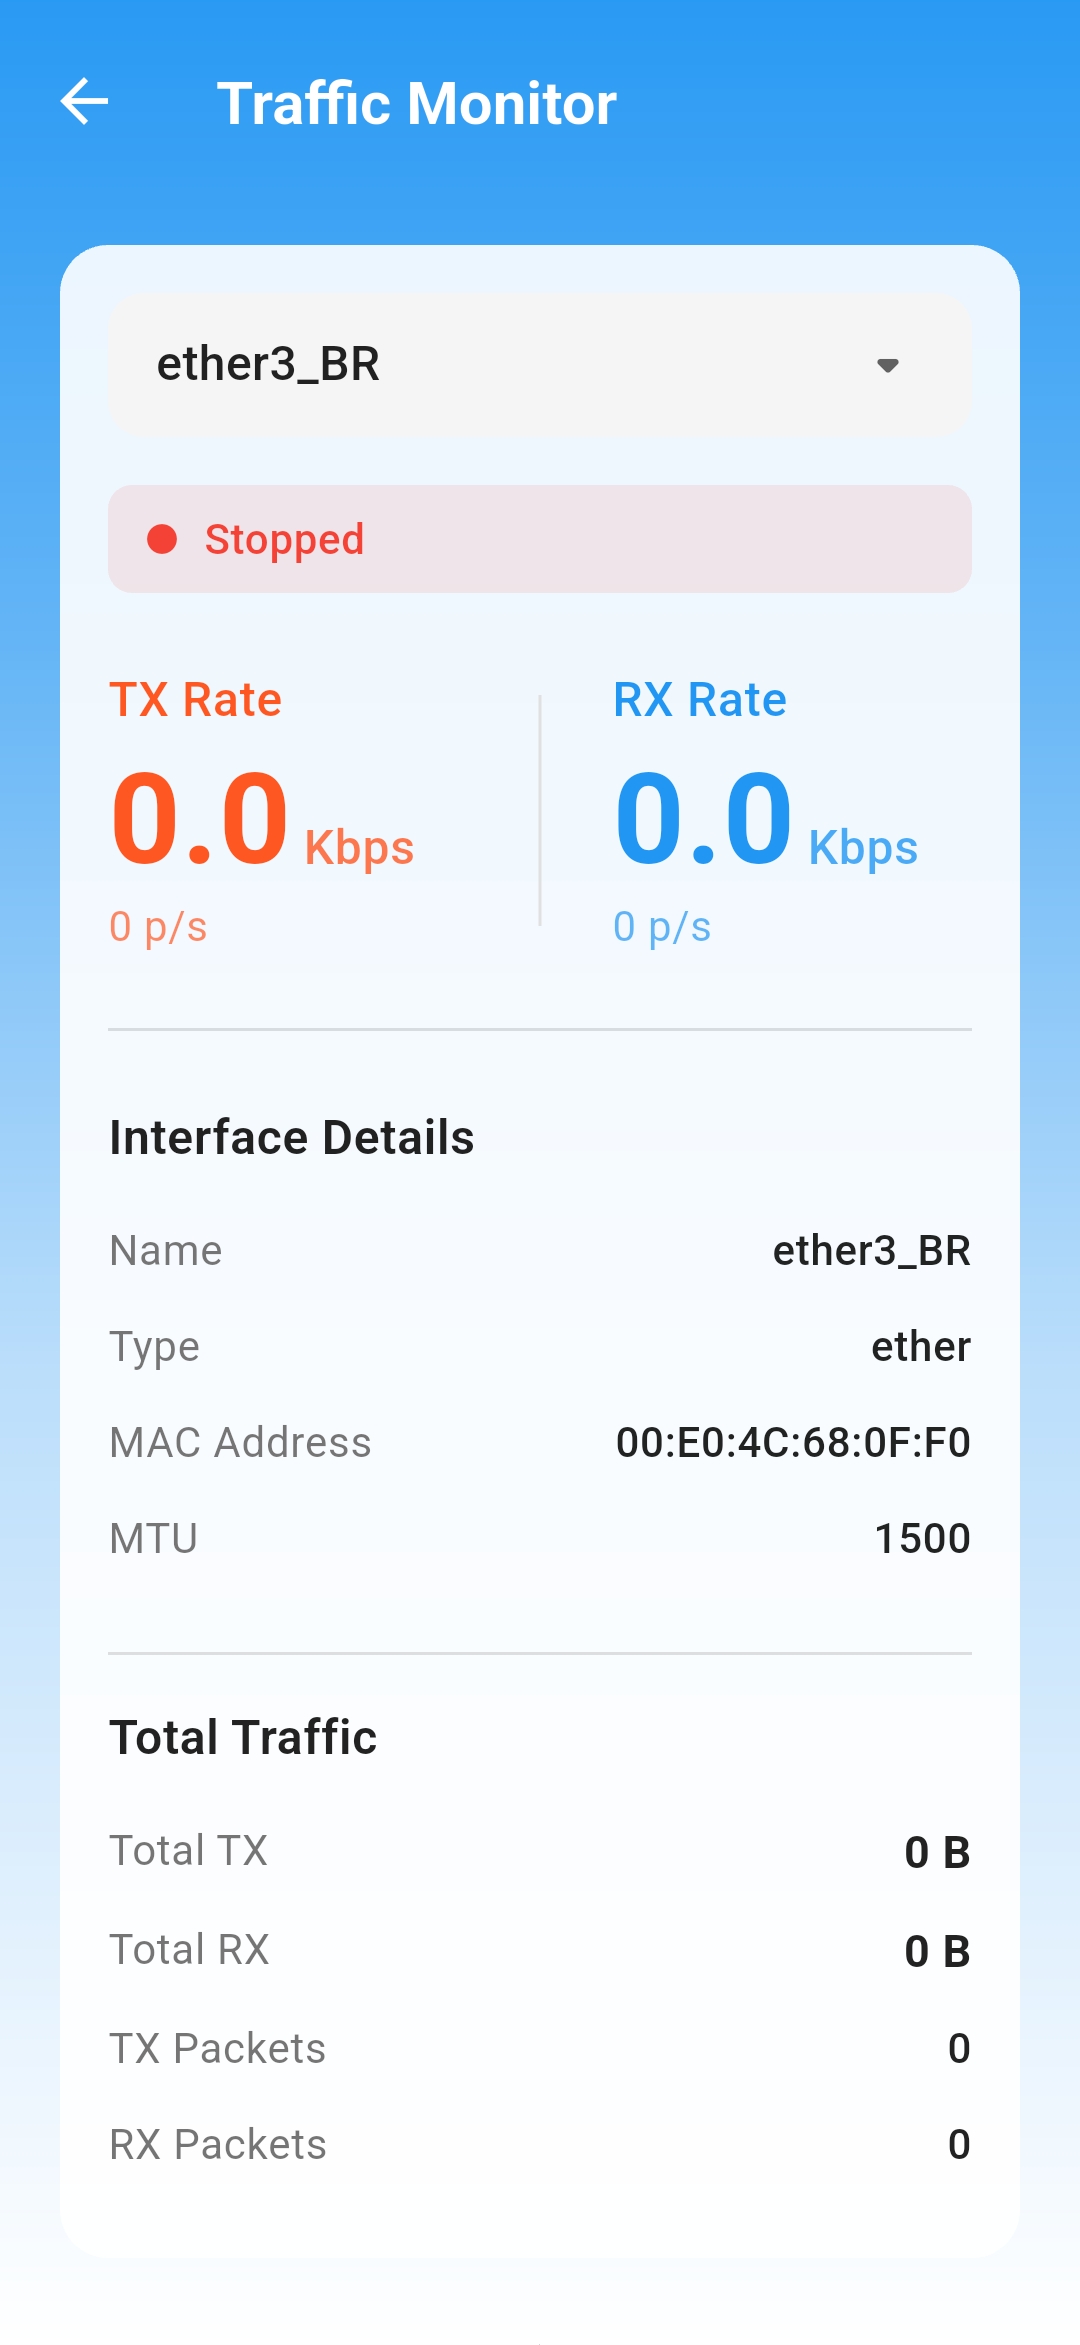 Traffic Monitor
ether3_BR
Stopped
TX Rate
0.0 Kbps
0 p/s
RX Rate
0.0 Kbps
0 p/s
Interface Details
Name ether3_BR
Type ether
MAC Address 00:E0:4C:68:0F:F0
MTU 1500
Total Traffic
Total TX 0 B
Total RX 0 B
TX Packets 0
RX Packets 0